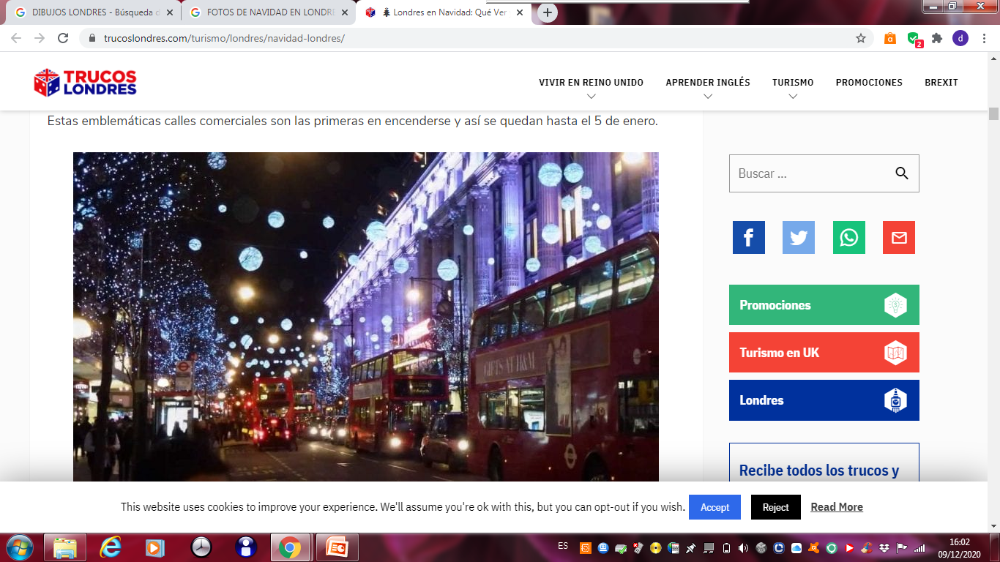 DIBUJOS LONDRES - Búsqueda d
FOTOS DE NAVIDAD EN LONDRE
Londres en Navidad: Qué Ver
trucoslondres.com/turismo/londres/navidad-londres/
d
2
TRUCOS
LONDRES
VIVIR EN REINO UNIDO
APRENDER INGLÉS
TURISMO
PROMOCIONES
BREXIT
Estas emblemáticas calles comerciales son las primeras en encenderse y así se quedan hasta el 5 de enero.
GIFTS AT H&M
Buscar ...
Promociones
Turismo en UK
Londres
Recibe todos los trucos y
This website uses cookies to improve your experience. We'll assume you're ok with this, but you can opt-out if you wish.
Accept
Reject
Read More
ES
16:02
09/12/2020